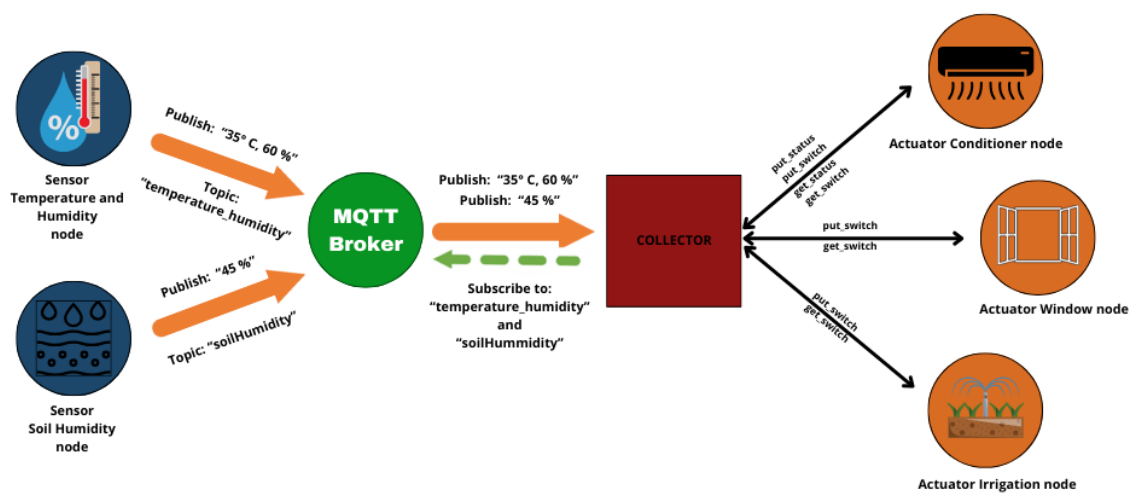 %
Sensor
Temperature and
Humidity
node
Publish: “35° C, 60 %”
Topic:
“temperature_humidity”
Publish: “45 %”
Topic: “soilHumidity”
Sensor
Soil Humidity
node
MQTT
Broker
Publish: “35° C, 60 %”
Publish: “45 %”
Subscribe to:
“temperature_humidity”
and
“soilHummidity”
COLLECTOR
put_status
put_switch
get_status
get_switch
Actuator Conditioner node
put_switch
get_switch
Actuator Window node
put_switch
get_switch
Actuator Irrigation node